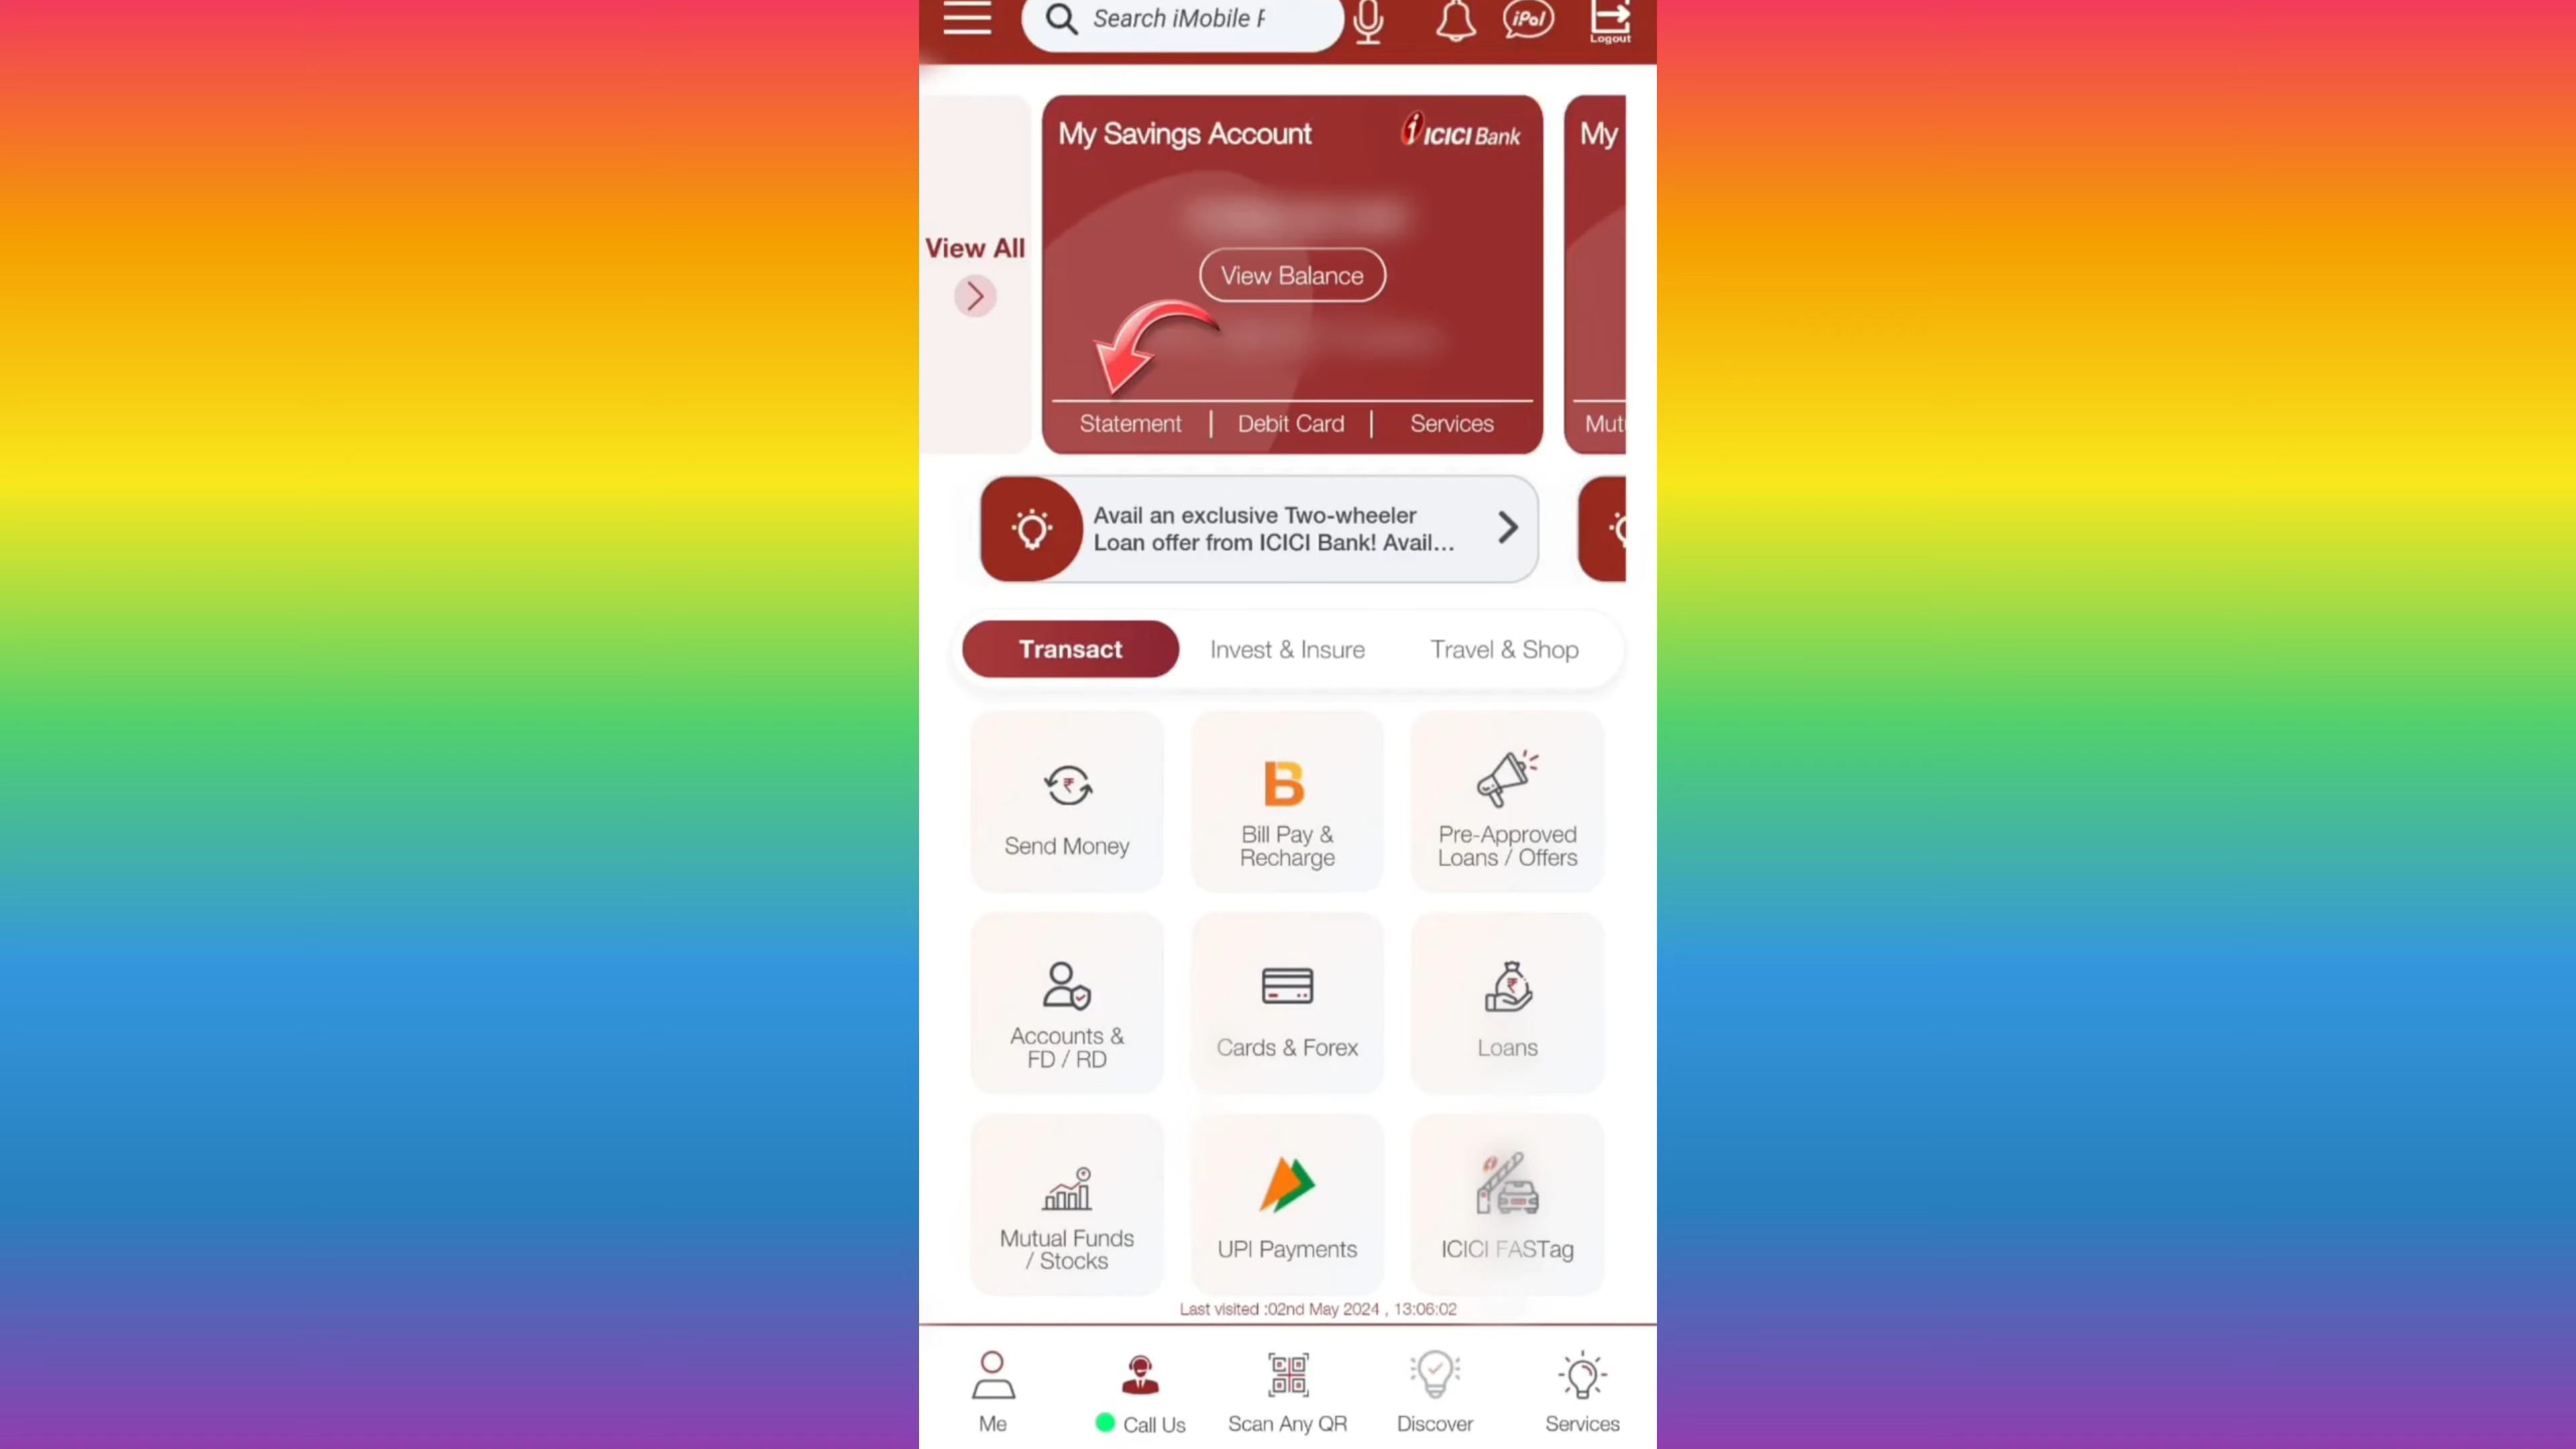 Search iMobile P
iPal
Logout
My Savings Account
ICICI Bank
My
View All
View Balance
Statement | Debit Card | Services
Mut
Avail an exclusive Two-wheeler
Loan offer from ICICI Bank! Avail...
Transact
Invest & Insure
Travel & Shop
Send Money
Bill Pay &
Recharge
Pre-Approved
Loans / Offers
Accounts &
FD / RD
Cards & Forex
Loans
Mutual Funds
/ Stocks
UPI Payments
ICICI FASTag
Last visited :02nd May 2024 , 13:06:02
Me
Call Us
Scan Any QR
Discover
Services